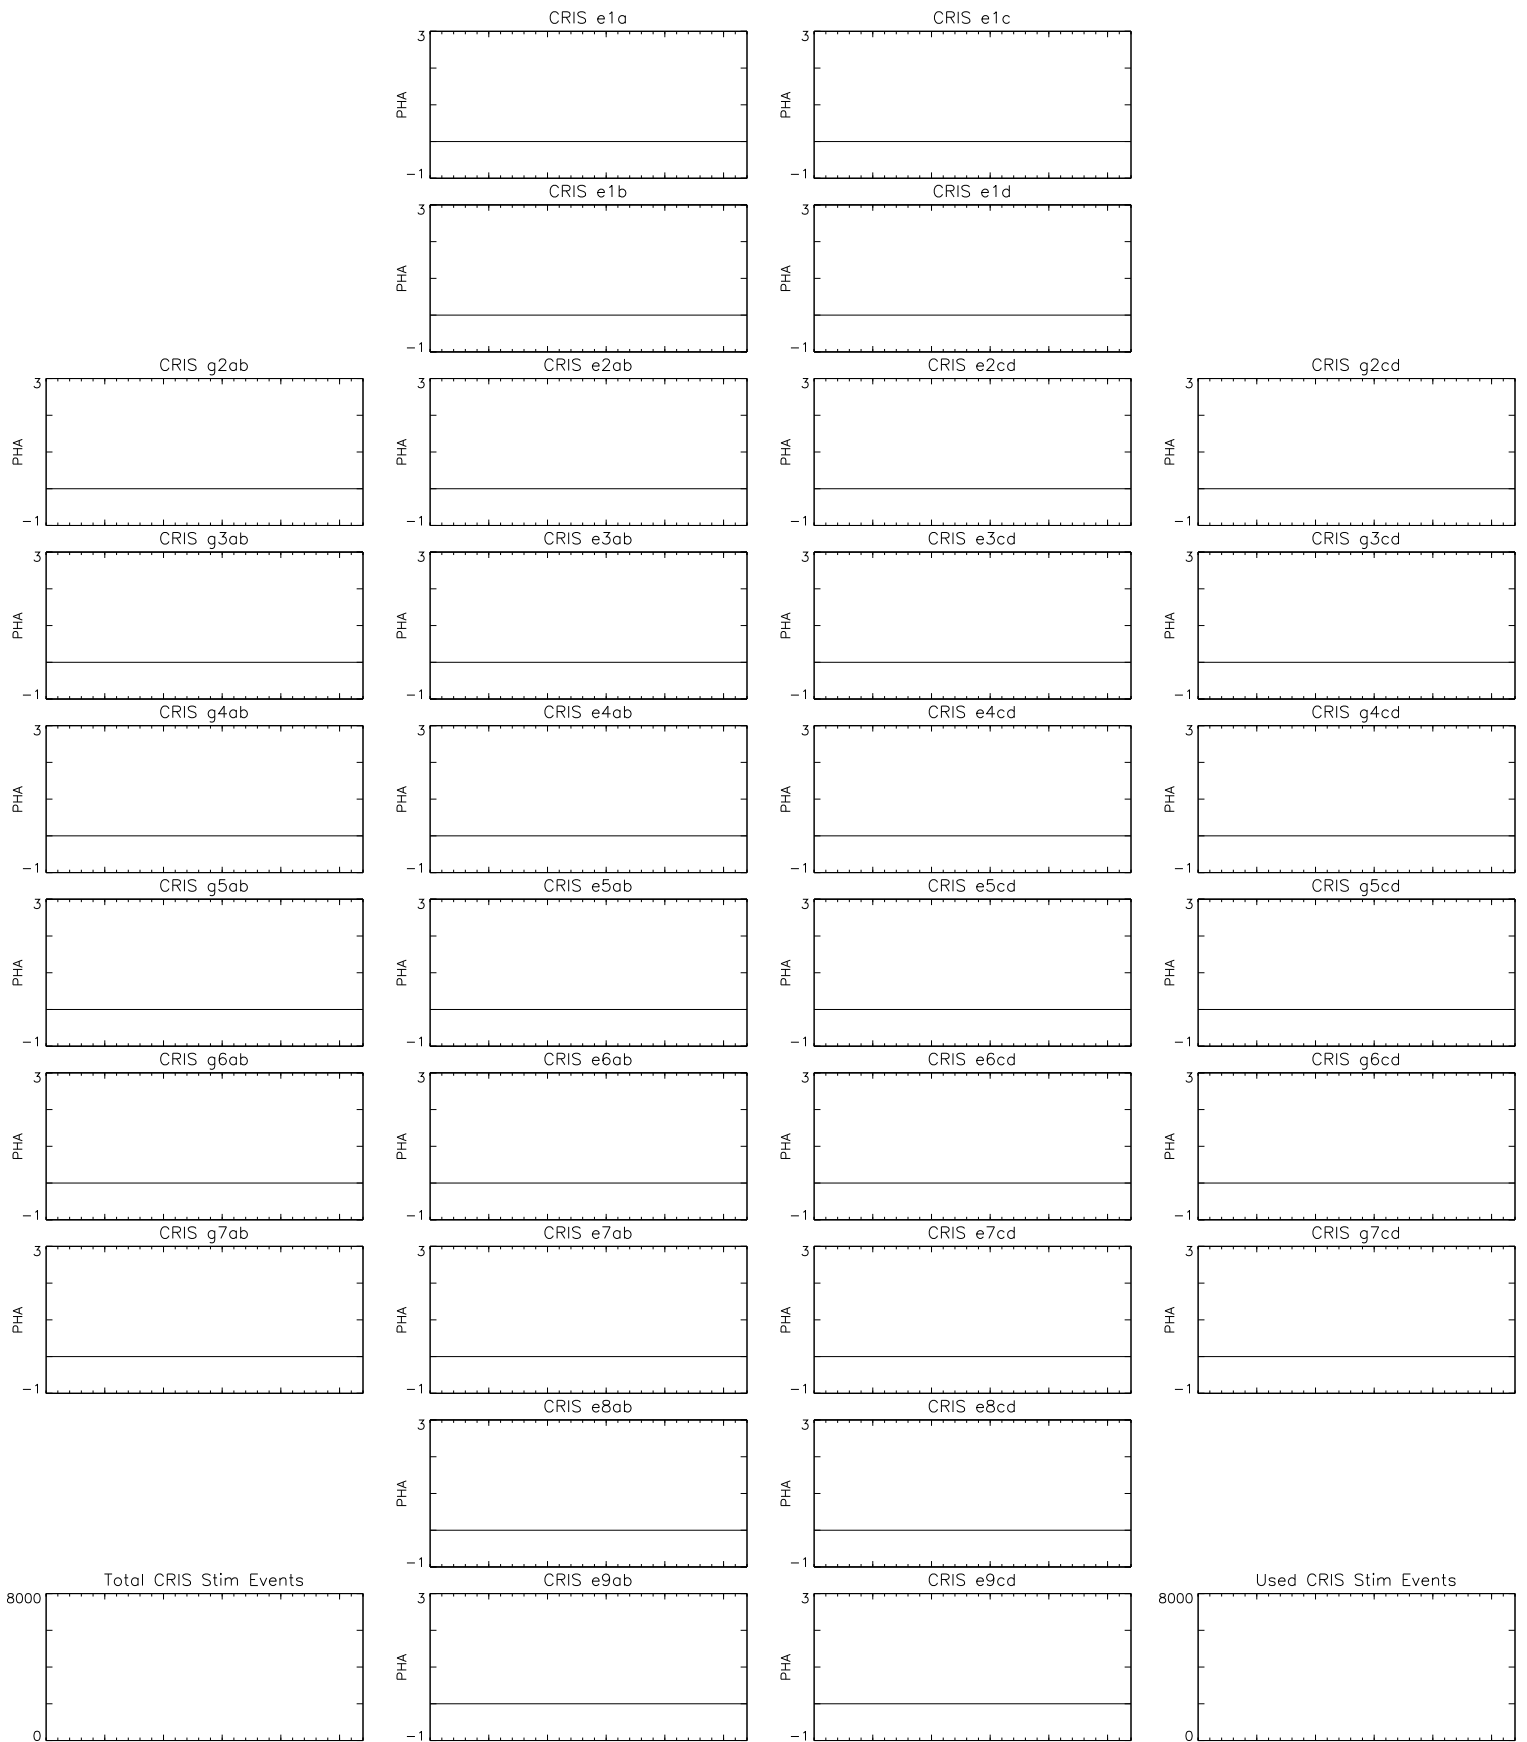 CRIS e1a CRIS e1c
3 3
PHA PHA
-1 -1
CRIS e1b CRIS e1d
3 3
PHA PHA
-1 -1
CRIS g2ab CRIS e2ab CRIS e2cd CRIS g2cd
3 3 3 3
PHA PHA PHA PHA
-1 -1 -1 -1
CRIS g3ab CRIS e3ab CRIS e3cd CRIS g3cd
3 3 3 3
PHA PHA PHA PHA
-1 -1 -1 -1
CRIS g4ab CRIS e4ab CRIS e4cd CRIS g4cd
3 3 3 3
PHA PHA PHA PHA
-1 -1 -1 -1
CRIS g5ab CRIS e5ab CRIS e5cd CRIS g5cd
3 3 3 3
PHA PHA PHA PHA
-1 -1 -1 -1
CRIS g6ab CRIS e6ab CRIS e6cd CRIS g6cd
3 3 3 3
PHA PHA PHA PHA
-1 -1 -1 -1
CRIS g7ab CRIS e7ab CRIS e7cd CRIS g7cd
3 3 3 3
PHA PHA PHA PHA
-1 -1 -1 -1
CRIS e8ab CRIS e8cd
3 3
PHA PHA
-1 -1
Total CRIS Stim Events CRIS e9ab CRIS e9cd Used CRIS Stim Events
8000 3 3 8000
PHA PHA
0 -1 -1 0